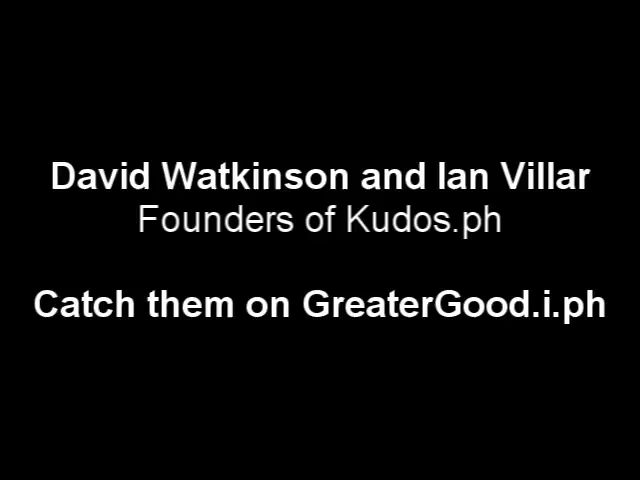 David Watkinson and Ian Villar
Founders of Kudos.ph
Catch them on GreaterGood.i.ph